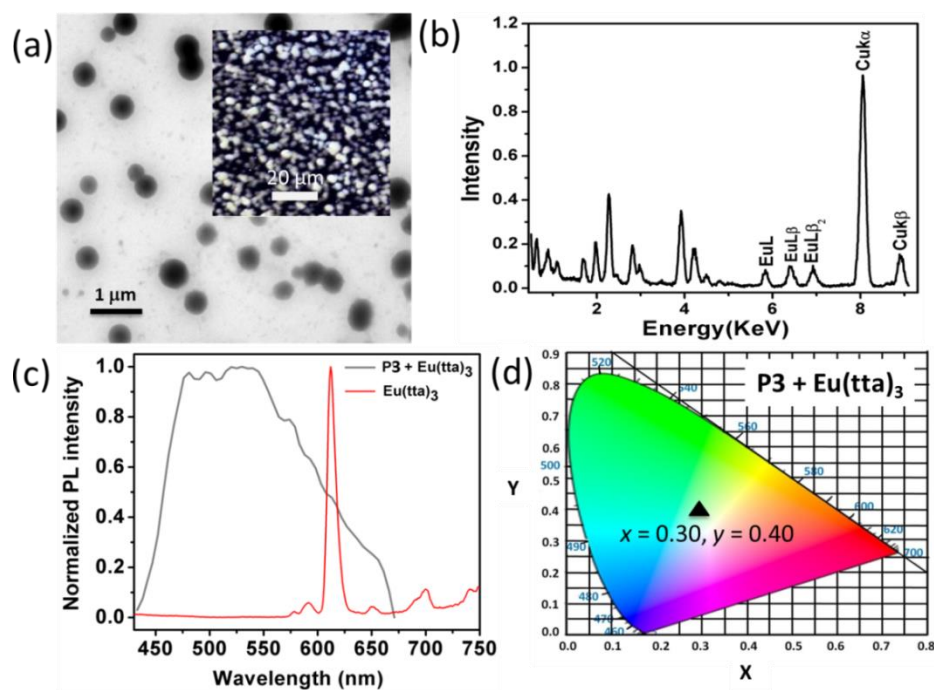 (a)
20 µm
1 µm
(b)
1.2
1.0
0.8
0.6
0.4
0.2
0.0
Intensity
EuL
EuLβ
EuLβ2
Cukα
Cukβ
2 4 6 8
Energy(KeV)
(c)
1.0
0.8
0.6
0.4
0.2
0.0
Normalized PL intensity
P3 + Eu(tta)3
Eu(tta)3
450 500 550 600 650 700 750
Wavelength (nm)
(d)
P3 + Eu(tta)3
0.9
0.8
0.7
0.6
0.5
0.4
0.3
0.2
0.1
0.0
Y
520
540
560
500
580
600
620
700
490
480
470
460
x = 0.30, y = 0.40
0.0 0.1 0.2 0.3 0.4 0.5 0.6 0.7 0.8
X